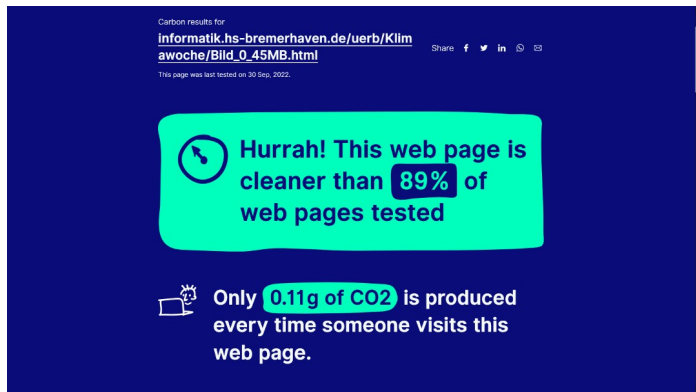 Carbon results for
informatik.hs-bremerhaven.de/uerb/Klim
awoche/Bild_0_45MB.html
Share
This page was last tested on 30 Sep, 2022.
Hurrah! This web page is
cleaner than 89% of
web pages tested
Only 0.11g of CO2 is produced
every time someone visits this
web page.